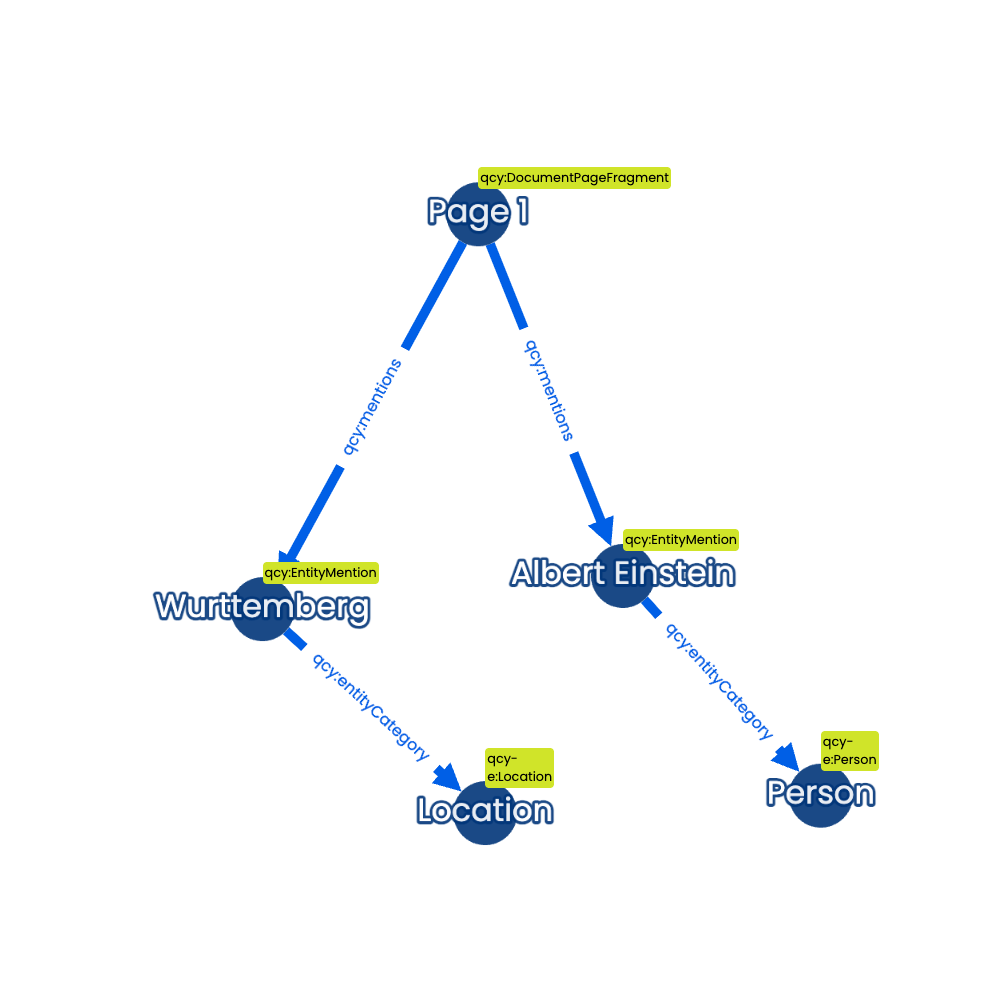 qcy:DocumentPageFragment
Page 1
qcy:mentions
qcy:mentions
qcy:EntityMention
Albert Einstein
qcy:EntityMention
Wurttemberg
qcy:entityCategory
qcy:entityCategory
qcy-
e:Person
Person
qcy-
e:Location
Location